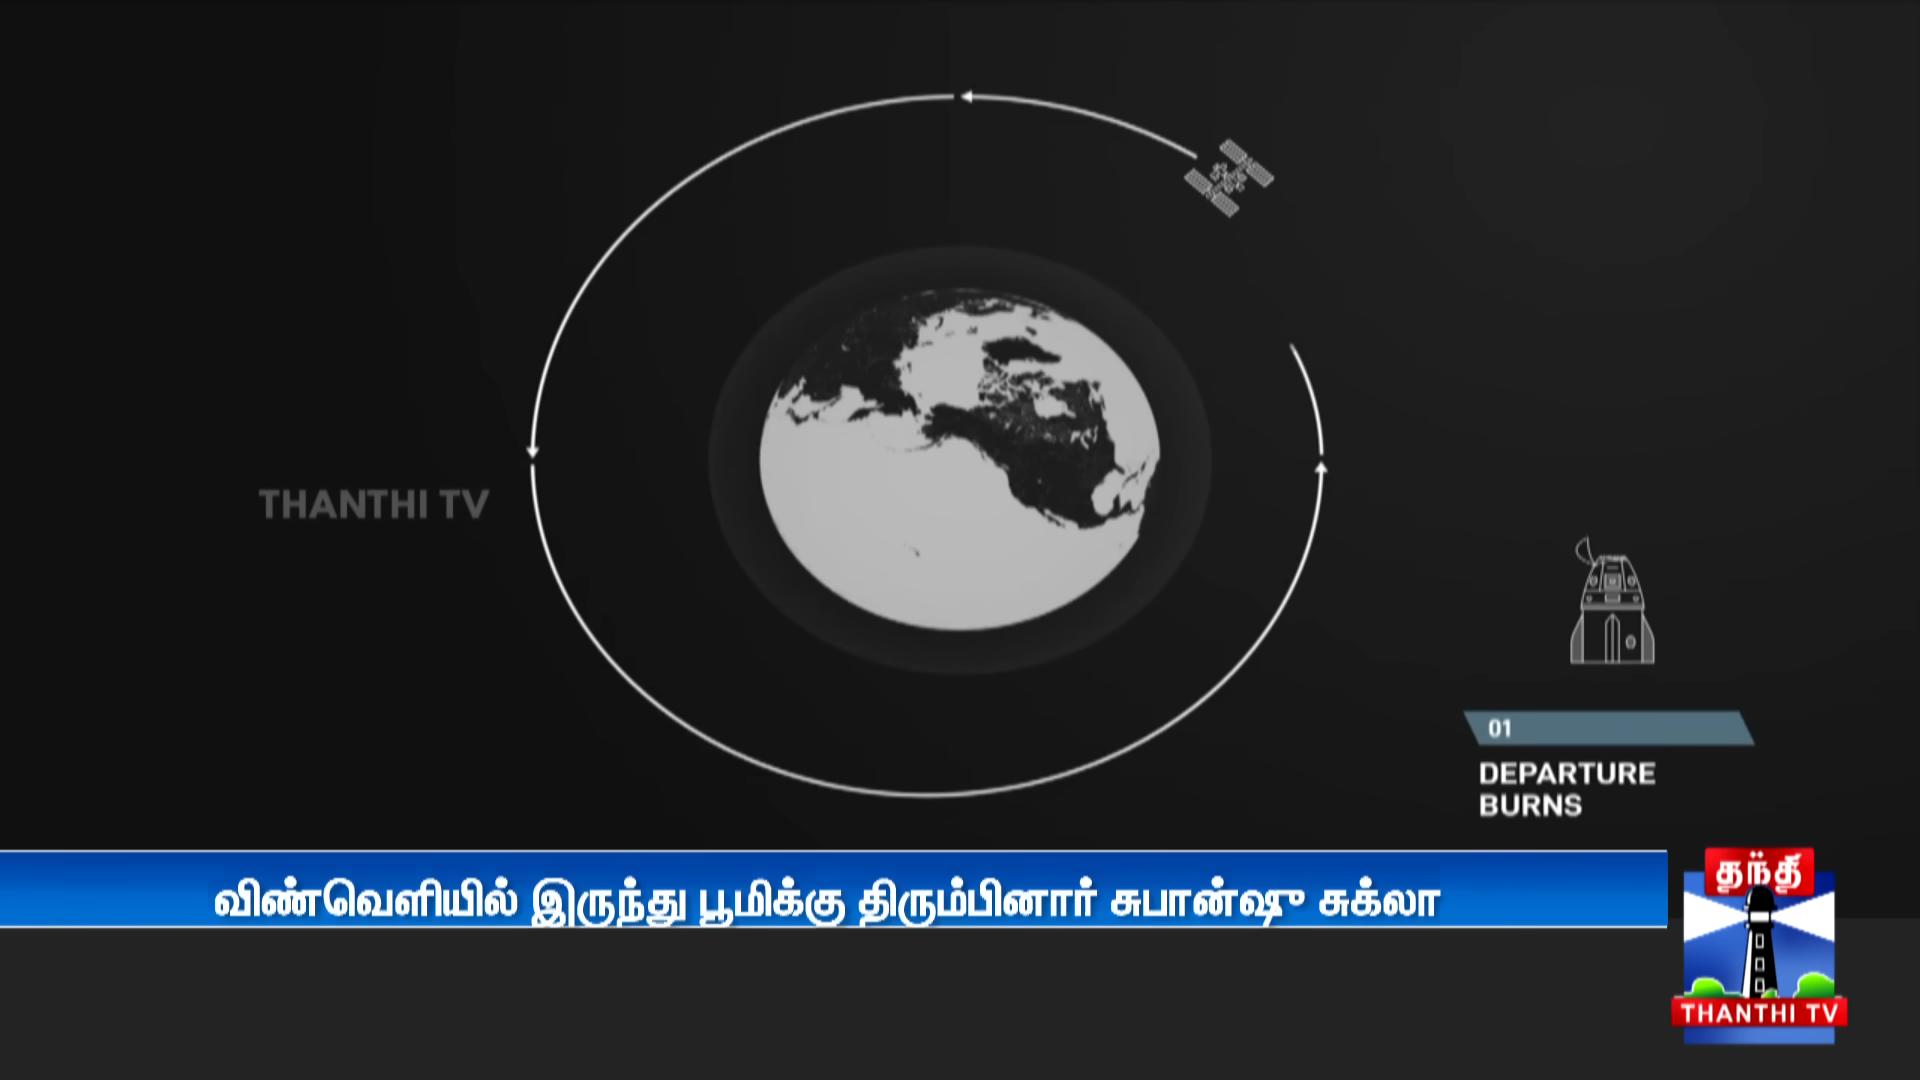 THANTHI TV
01
DEPARTURE
BURNS
விண்வெளியில் இருந்து பூமிக்கு திரும்பினார் சுபான்ஷு சுக்லா
தந்தி
THANTHI TV